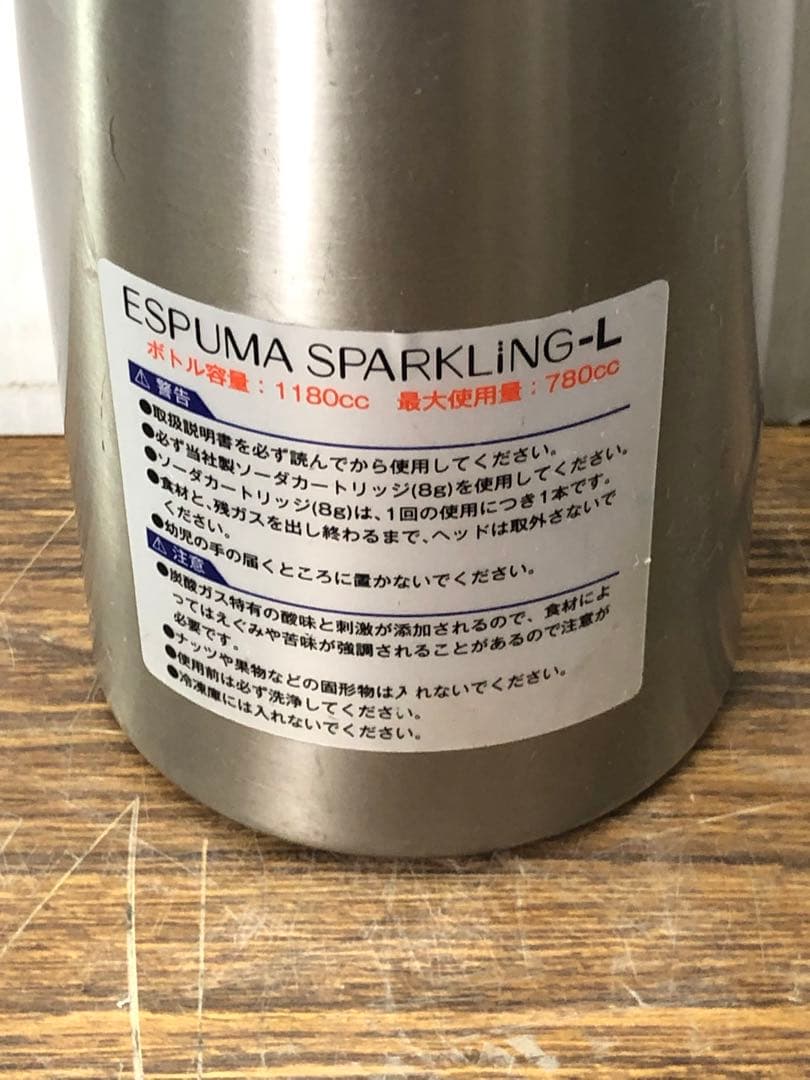 ESPUMA SPARKLiNG-L
ボトル容量：1180cc 最大使用量：780cc
⚠ 警告
●取扱説明書を必ず読んでから使用してください。
●必ず当社製ソーダカートリッジ(8g)を使用してください。
●ソーダカートリッジ(8g)は、1回の使用につき1本です。
●食材と、残ガスを出し終わるまで、ヘッドは取外さないで
ください。
●幼児の手の届くところに置かないでください。
⚠ 注意
●炭酸ガス特有の酸味と刺激が添加されるので、食材によ
ってはえぐみや苦味が強調されることがあるので注意が
必要です。
●ナッツや果物などの固形物は入れないでください。
●使用前は必ず洗浄してください。
●冷凍庫には入れないでください。